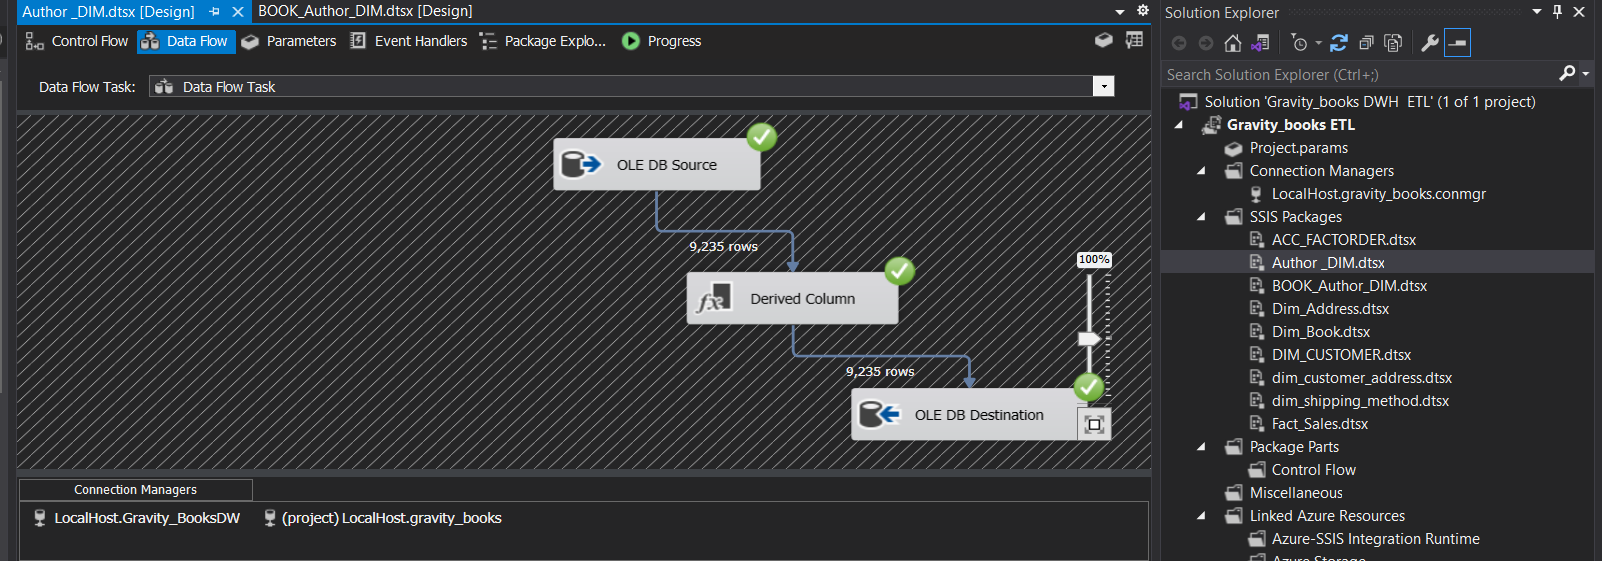 Author _DIM.dtsx [Design]
BOOK_Author_DIM.dtsx [Design]
Control Flow
Data Flow
Parameters
Event Handlers
Package Explo...
Progress
Data Flow Task:
Data Flow Task
OLE DB Source
9,235 rows
Derived Column
9,235 rows
OLE DB Destination
100%
Connection Managers
LocalHost.Gravity_BooksDW
(project) LocalHost.gravity_books
Solution Explorer
Search Solution Explorer (Ctrl+;)
Solution 'Gravity_books DWH  ETL' (1 of 1 project)
Gravity_books ETL
Project.params
Connection Managers
LocalHost.gravity_books.conmgr
SSIS Packages
ACC_FACTORDER.dtsx
Author _DIM.dtsx
BOOK_Author_DIM.dtsx
Dim_Address.dtsx
Dim_Book.dtsx
DIM_CUSTOMER.dtsx
dim_customer_address.dtsx
dim_shipping_method.dtsx
Fact_Sales.dtsx
Package Parts
Control Flow
Miscellaneous
Linked Azure Resources
Azure-SSIS Integration Runtime
Azure Storage